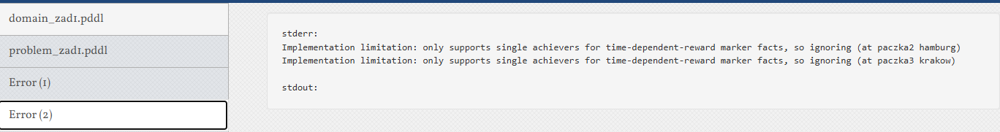 domain_zad1.pddl
problem_zad1.pddl
Error (1)
Error (2)
stderr:
Implementation limitation: only supports single achievers for time-dependent-reward marker facts, so ignoring (at paczka2 hamburg)
Implementation limitation: only supports single achievers for time-dependent-reward marker facts, so ignoring (at paczka3 krakow)
stdout: